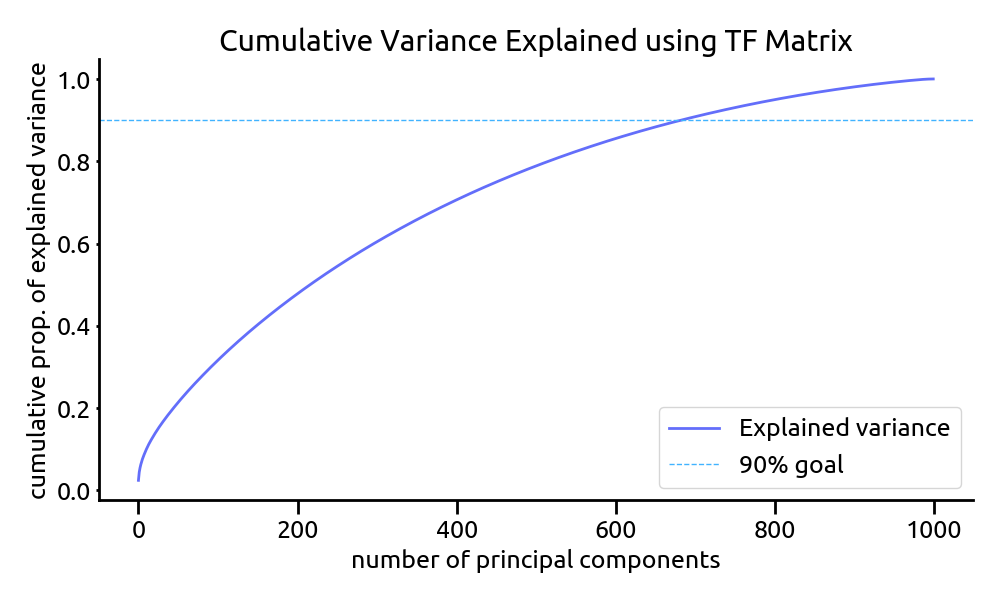 Cumulative Variance Explained using TF Matrix
cumulative prop. of explained variance
1.0
0.8
0.6
0.4
0.2
0.0
Explained variance
90% goal
0 200 400 600 800 1000
number of principal components